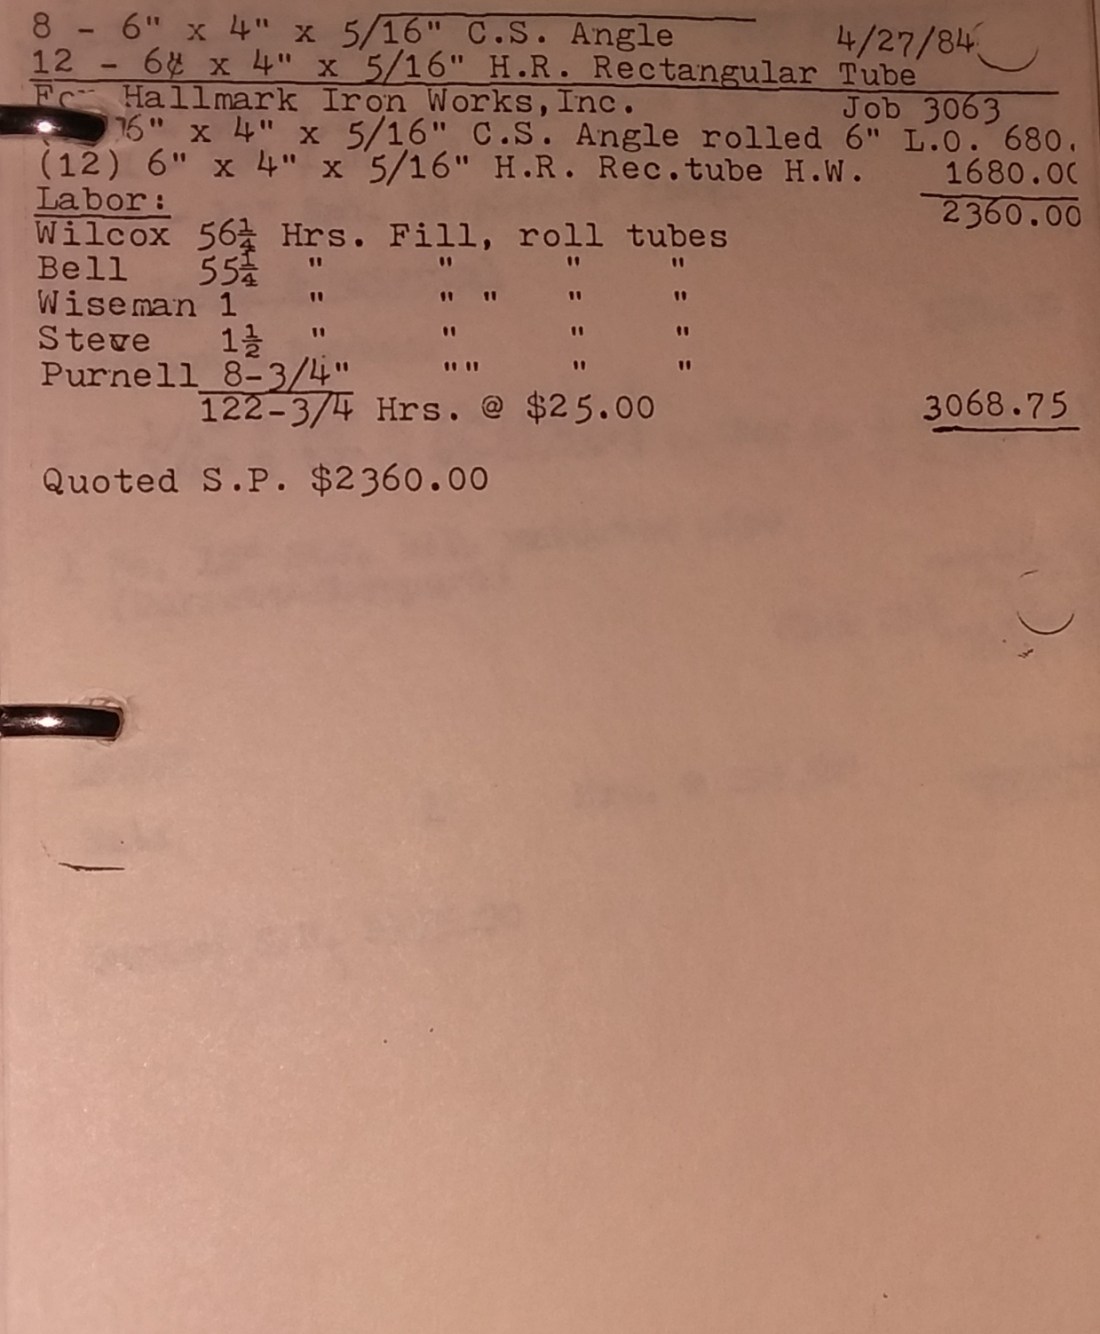 8 - 6" x 4" x 5/16" C.S. Angle 4/27/84
12 - 6¢ x 4" x 5/16" H.R. Rectangular Tube
Hallmark Iron Works,Inc. Job 3063
6" x 4" x 5/16" C.S. Angle rolled 6" L.O. 680.
(12) 6" x 4" x 5/16" H.R. Rec.tube H.W. 1680.00
Labor: 2360.00
Wilcox 56¼ Hrs. Fill, roll tubes
Bell 55¼ " " " "
Wiseman 1 " " " " "
Steve 1½ " " " "
Purnell 8-3/4" "" " "
122-3/4 Hrs. @ $25.00 3068.75
Quoted S.P. $2360.00